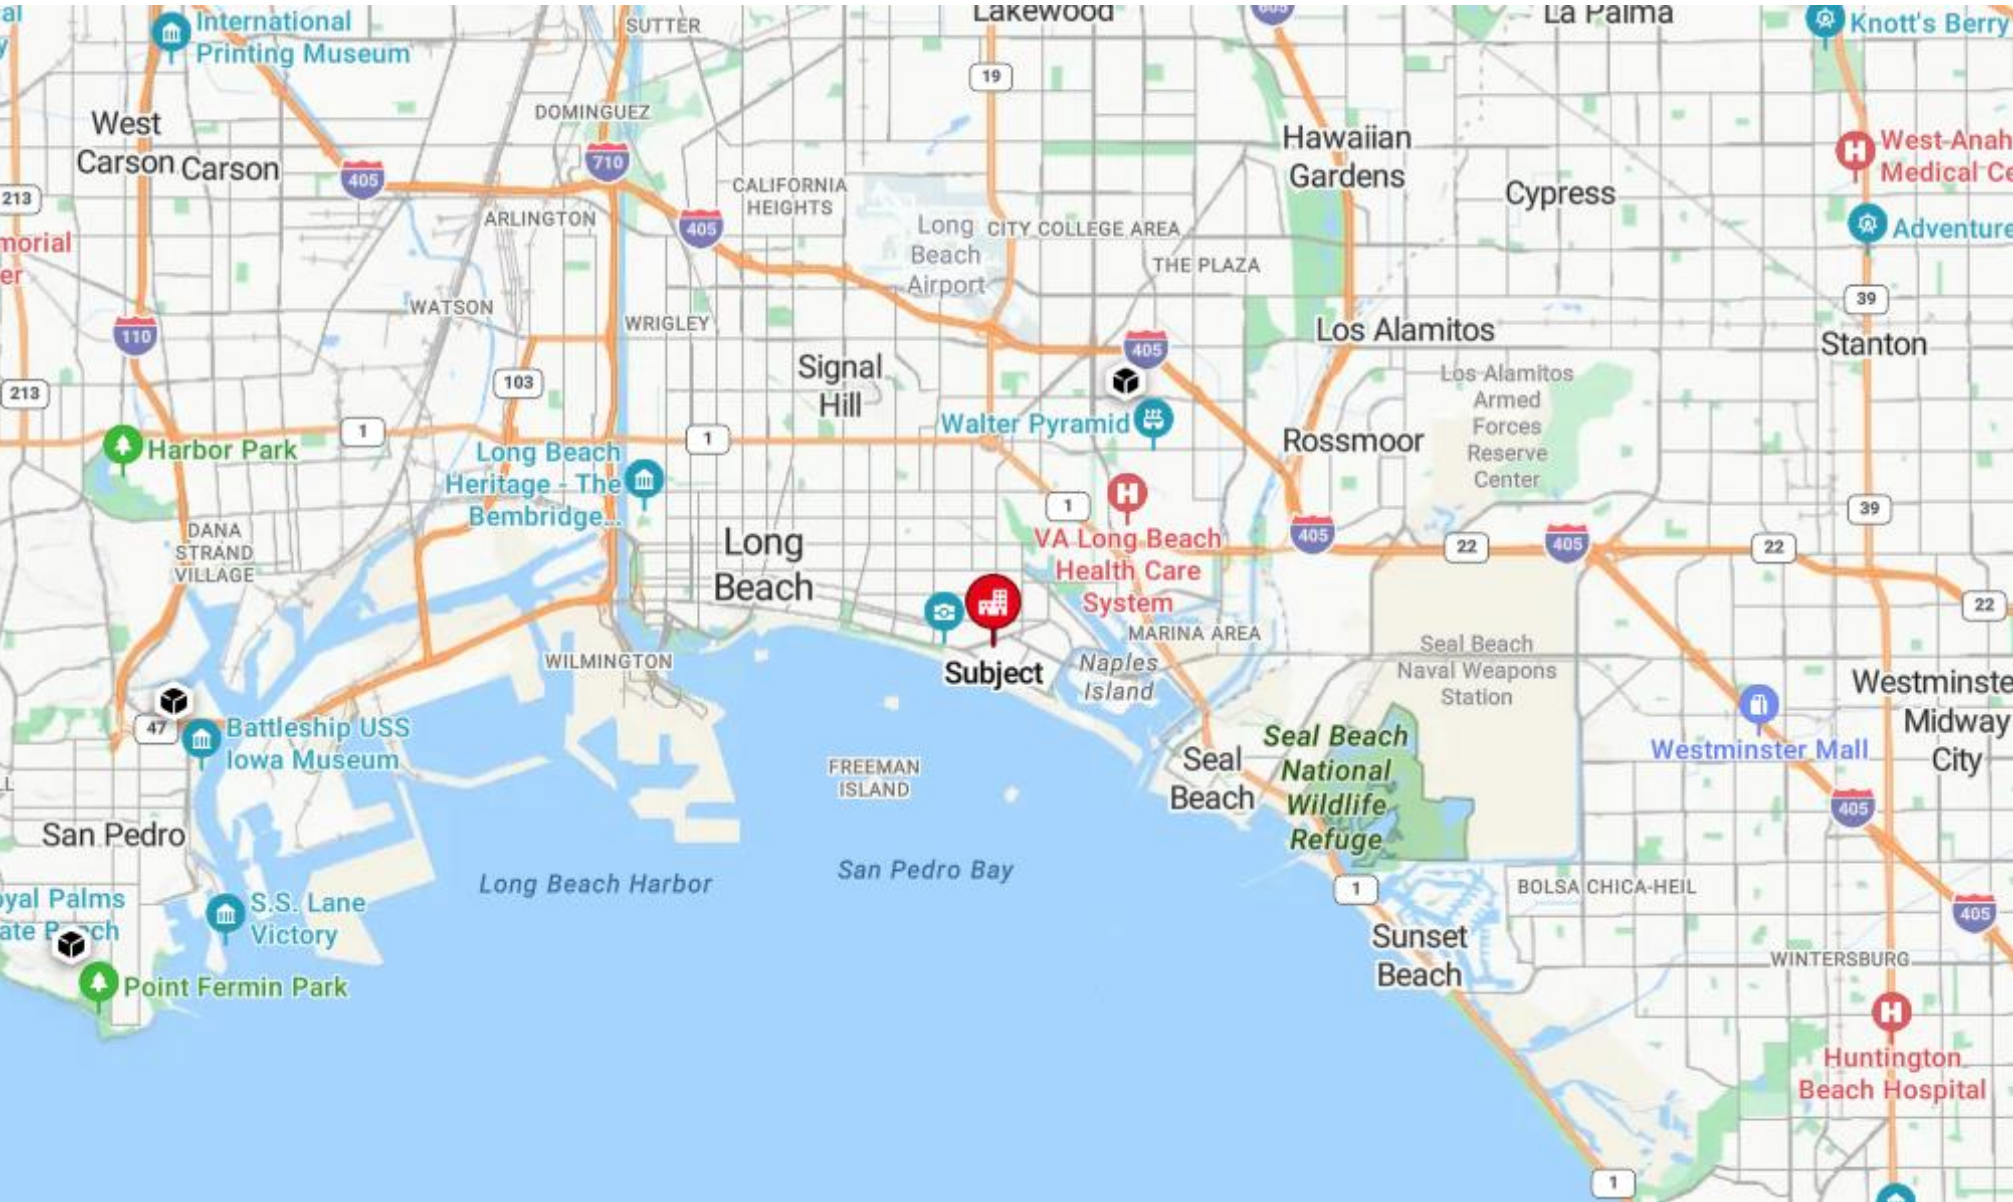 al
y
International
Printing Museum
SUTTER
Lakewood
605
La Palma
Knott's Berry
19
DOMINGUEZ
West
Carson
Carson
405
710
Hawaiian
Gardens
West-Anah
Medical Ce
213
CALIFORNIA
HEIGHTS
Cypress
ARLINGTON
405
Long
Beach
Airport
CITY COLLEGE AREA
Adventure
morial
er
THE PLAZA
WATSON
39
110
WRIGLEY
Los Alamitos
Stanton
405
213
103
Signal
Hill
Los Alamitos
Armed
Forces
Reserve
Center
Walter Pyramid
1
1
Harbor Park
Long Beach
Heritage - The
Bembridge...
Rossmoor
1
39
DANA
STRAND
VILLAGE
Long
Beach
VA Long Beach
Health Care
System
405
22
405
22
22
MARINA AREA
WILMINGTON
Subject
Naples
Island
Seal Beach
Naval Weapons
Station
Westminste
Midway
City
47
Battleship USS
Iowa Museum
FREEMAN
ISLAND
Seal
Beach
Seal Beach
National
Wildlife
Refuge
Westminster Mall
405
LL
San Pedro
Long Beach Harbor
San Pedro Bay
1
BOLSA CHICA-HEIL
oyal Palms
ate Beach
S.S. Lane
Victory
405
Sunset
Beach
WINTERSBURG
Point Fermin Park
Huntington
Beach Hospital
1